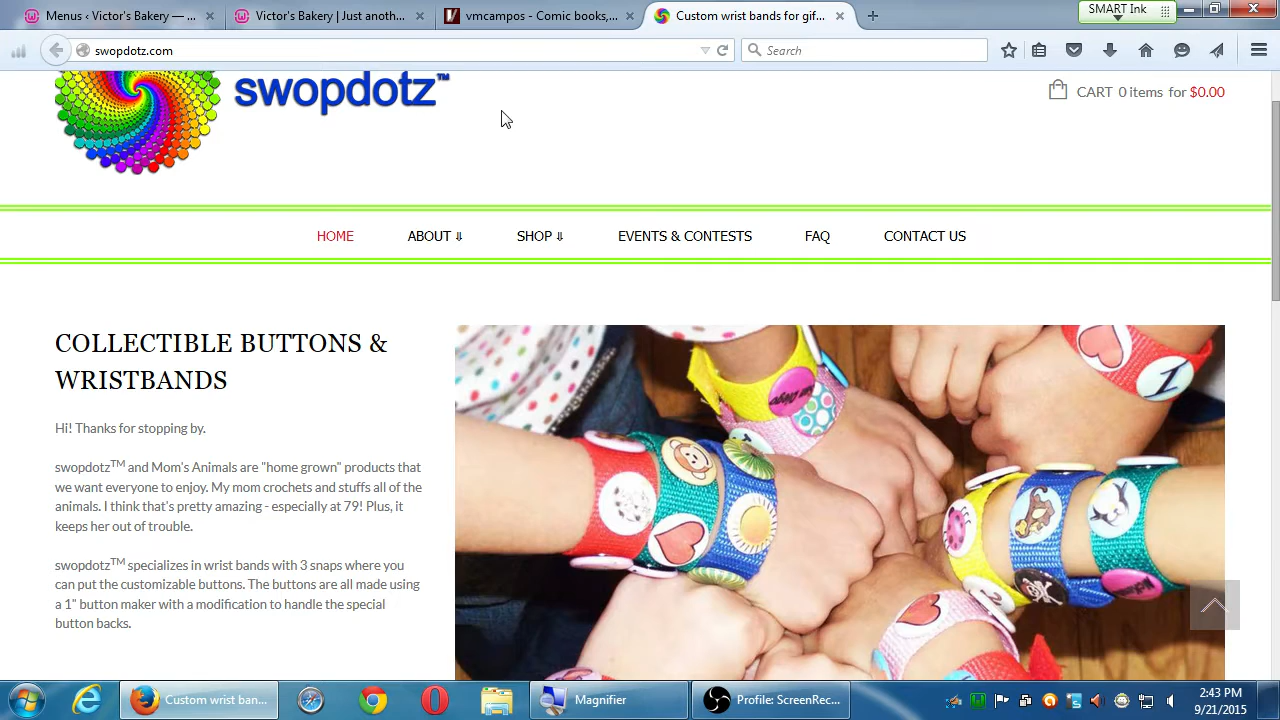 Menus ‹ Victor's Bakery — ...
Victor's Bakery | Just anoth...
vmcampos - Comic books,...
Custom wrist bands for gif...
SMART Ink
swopdotz.com
Search
swopdotz™
CART 0 items for $0.00
HOME
ABOUT ⇓
SHOP ⇓
EVENTS & CONTESTS
FAQ
CONTACT US
COLLECTIBLE BUTTONS &
WRISTBANDS
Hi! Thanks for stopping by.
swopdotzTM and Mom's Animals are "home grown" products that
we want everyone to enjoy. My mom crochets and stuffs all of the
animals. I think that's pretty amazing - especially at 79! Plus, it
keeps her out of trouble.
swopdotzTM specializes in wrist bands with 3 slits where you
can put the customizable buttons. The buttons are all made using
a 1" button maker with a modification to handle the special
button backs.
Custom wrist ban...
Magnifier
Profile: ScreenRec...
2:43 PM
9/21/2015